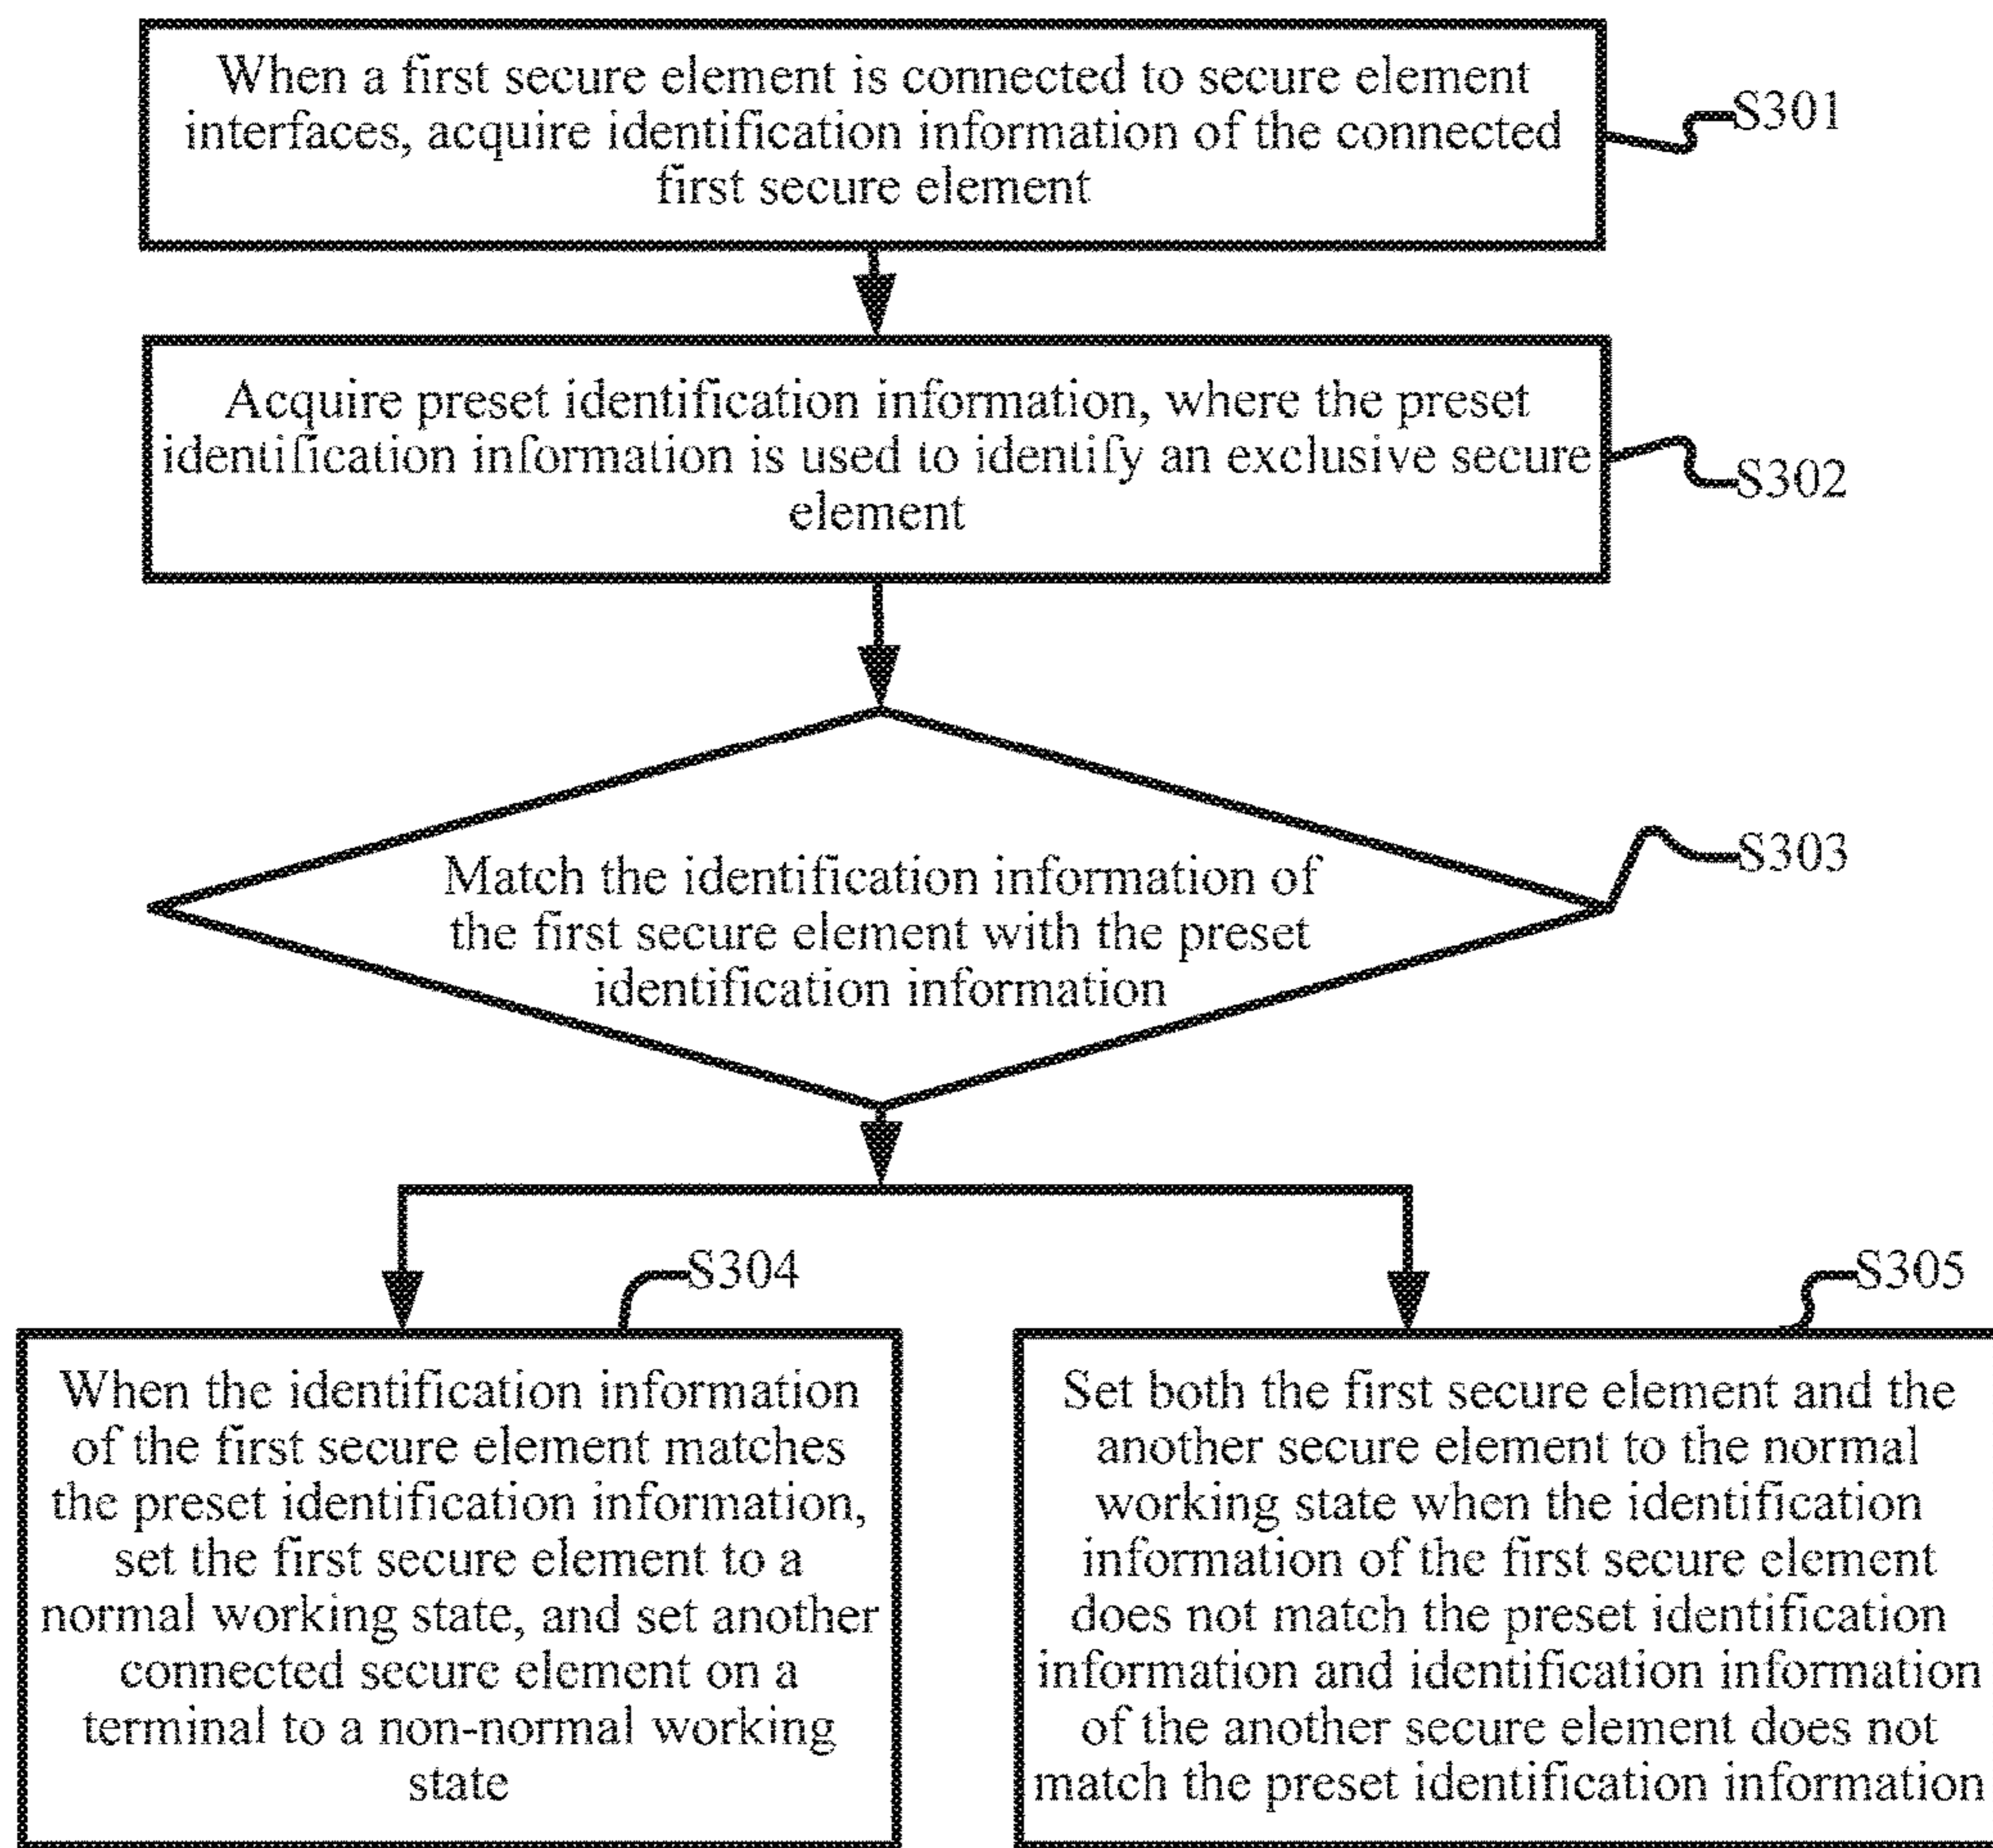 When a first secure element is connected to secure element
interfaces, acquire identification information of the connected
first secure element
S301
Acquire preset identification information, where the preset
identification information is used to identify an exclusive secure
element
S302
Match the identification information of
the first secure element with the preset
identification information
S303
S304
When the identification information
of the first secure element matches
the preset identification information,
set the first secure element to a
normal working state, and set another
connected secure element on a
terminal to a non-normal working
state
S305
Set both the first secure element and the
another secure element to the normal
working state when the identification
information of the first secure element
does not match the preset identification
information and identification information
of the another secure element does not
match the preset identification information